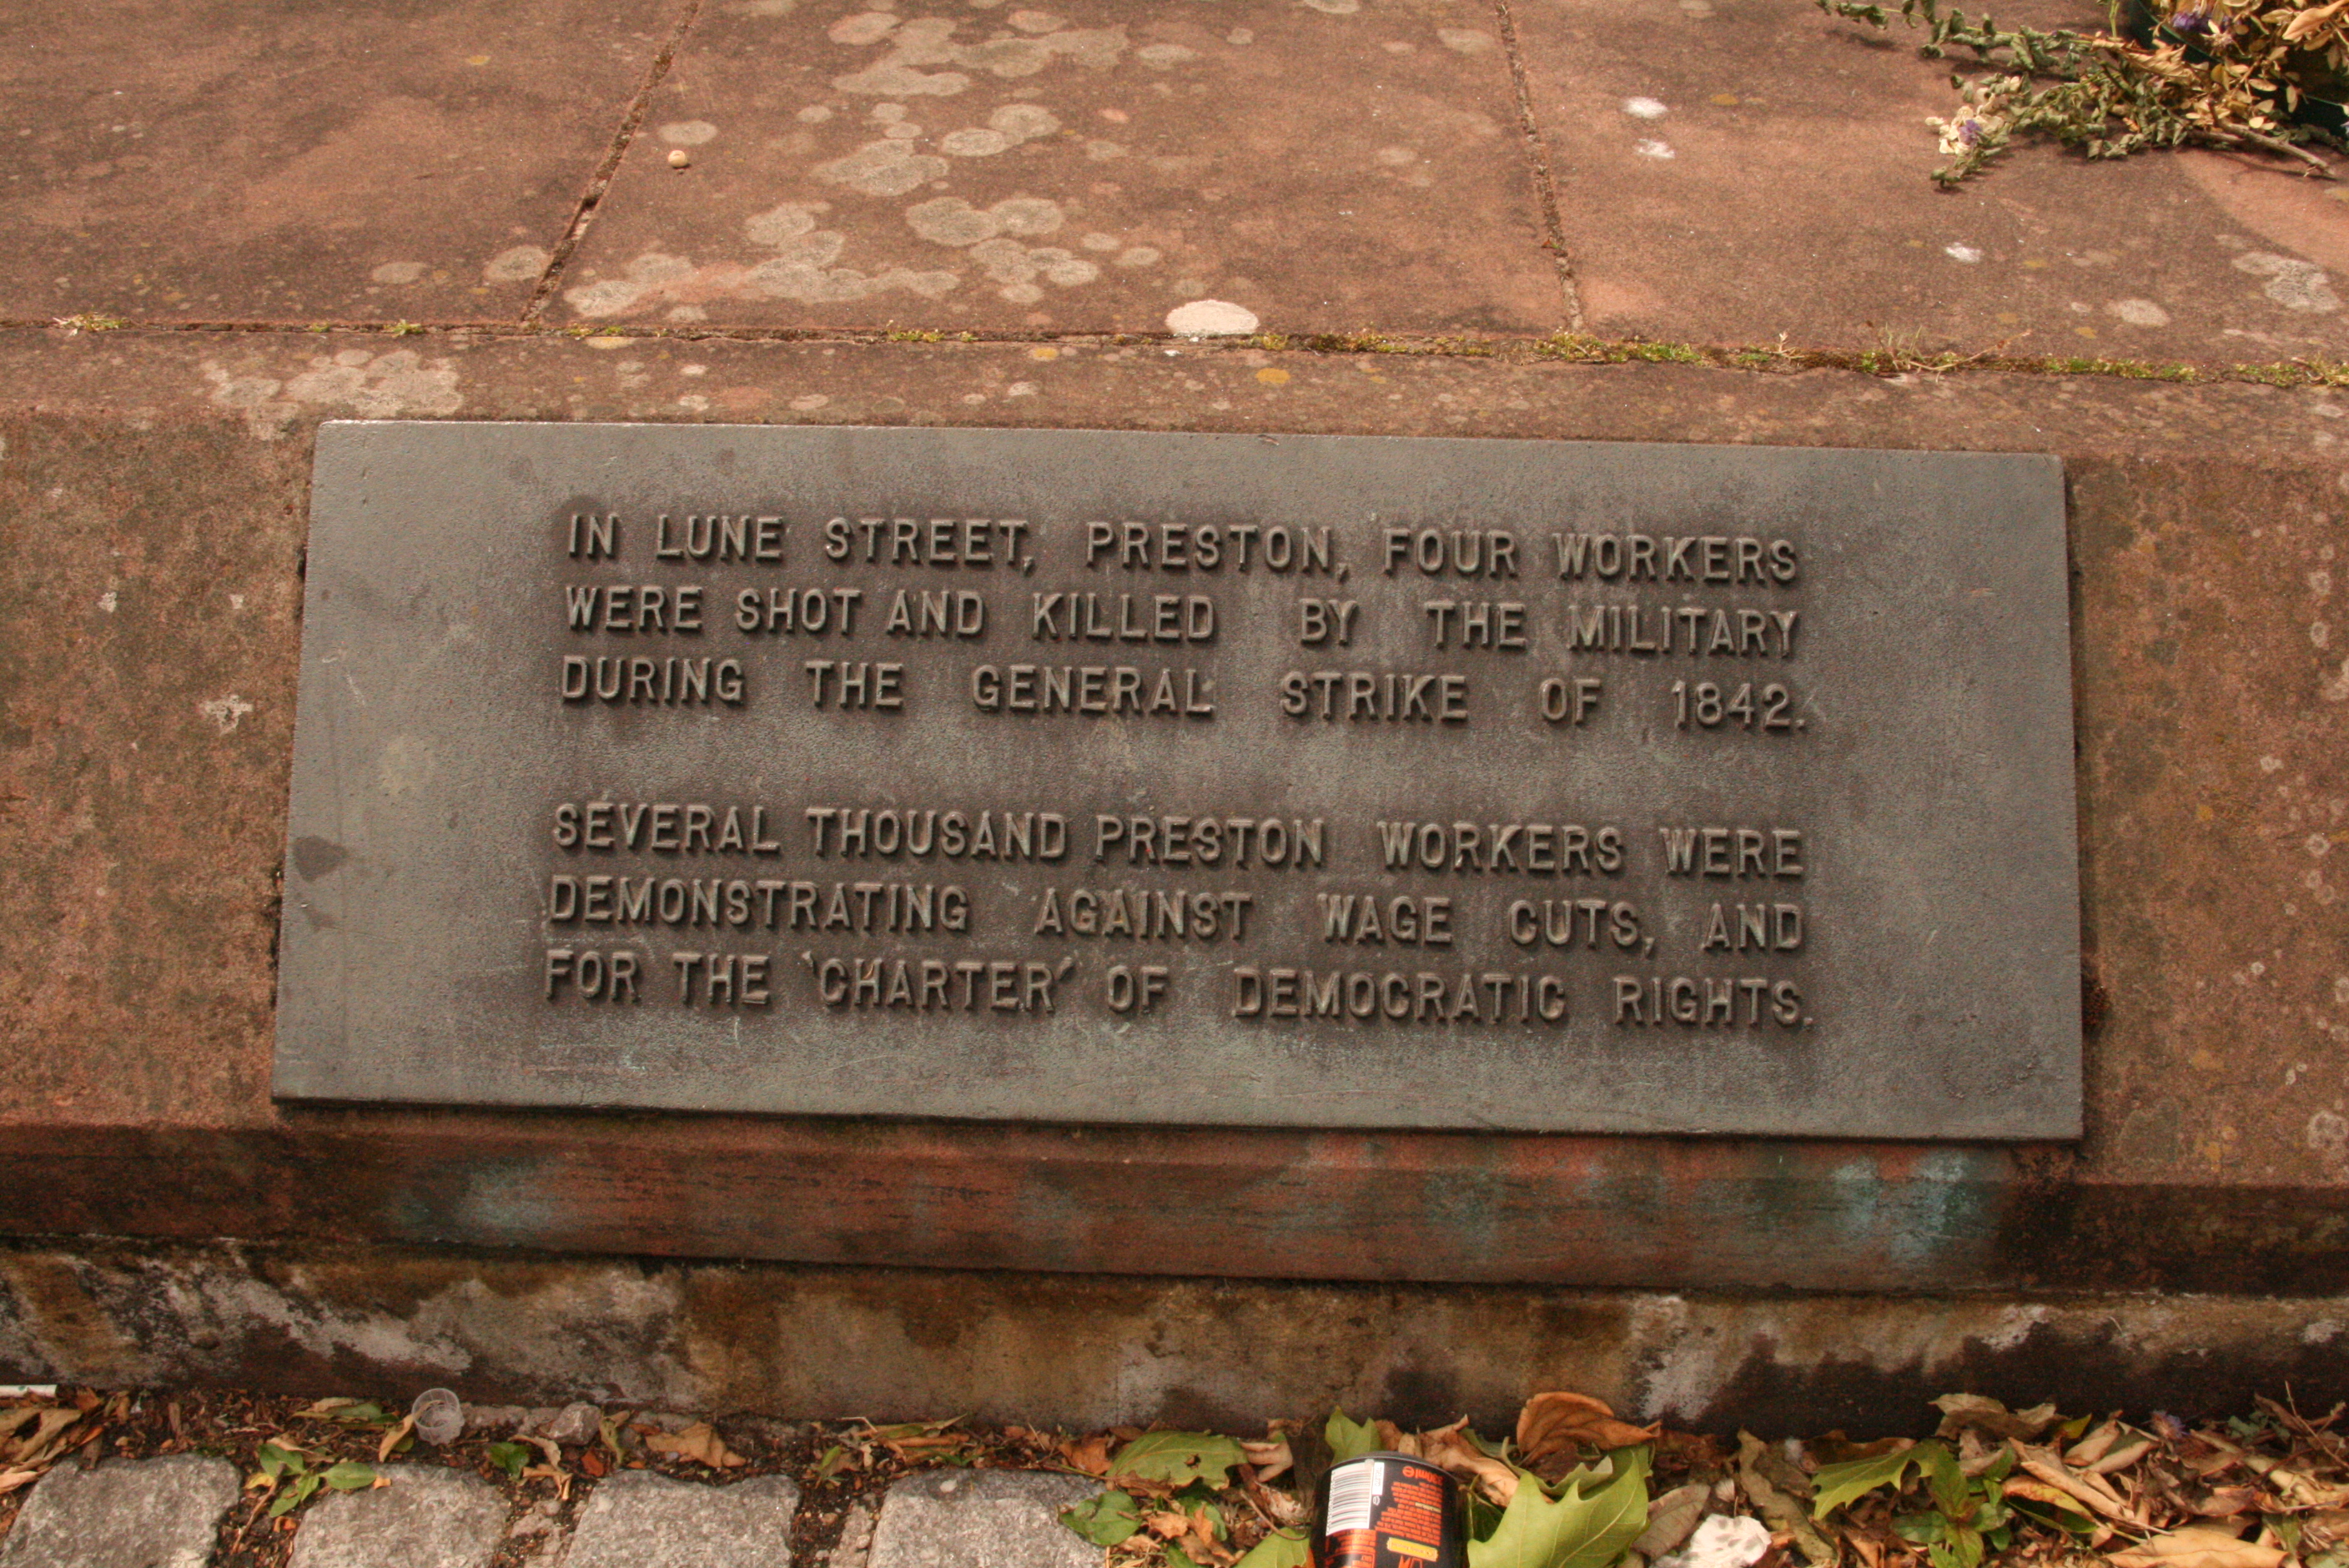 IN LUNE STREET, PRESTON, FOUR WORKERS
WERE SHOT AND KILLED BY THE MILITARY
DURING THE GENERAL STRIKE OF 1842.
SEVERAL THOUSAND PRESTON WORKERS WERE
DEMONSTRATING AGAINST WAGE CUTS, AND
FOR THE 'CHARTER' OF DEMOCRATIC RIGHTS.